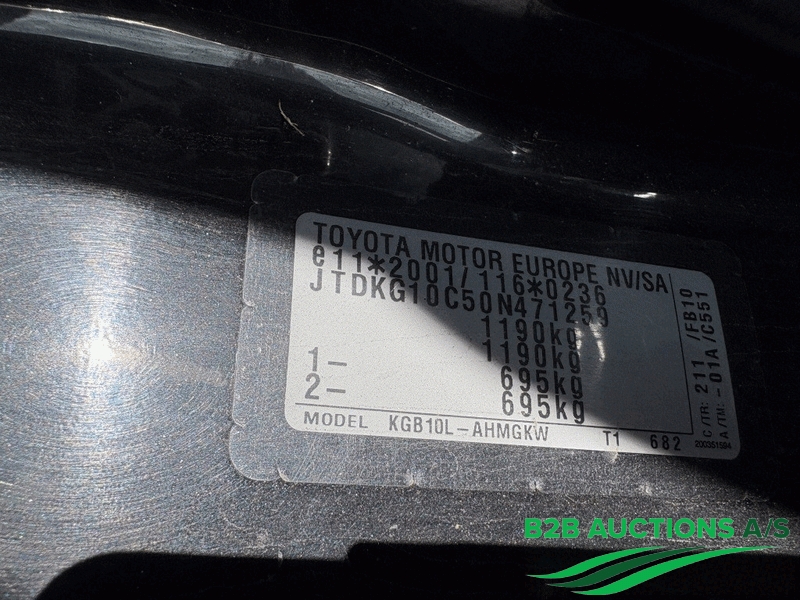 TOYOTA MOTOR EUROPE NV/SA
e11*2001/116*0236
JTDKG10C50N471259
1190kg
1190kg
1- 695kg
2- 695kg
MODEL KGB10L-AHMGKW T1 682
C/TR: 211 /FB10
A/TM: -01A /C551
200361594
B2B AUCTIONS A/S